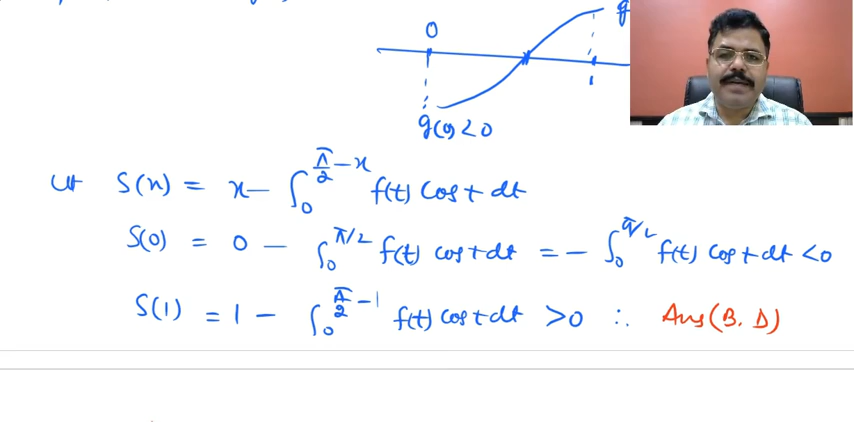 0
g
1
g(0) < 0
Let S(x) = x − ∫₀^(π/2 − x) f(t) cos t dt
S(0) = 0 − ∫₀^(π/2) f(t) cos t dt = − ∫₀^(π/2) f(t) cos t dt < 0
S(1) = 1 − ∫₀^(π/2 − 1) f(t) cos t dt > 0 ∴ Ans (B, D)